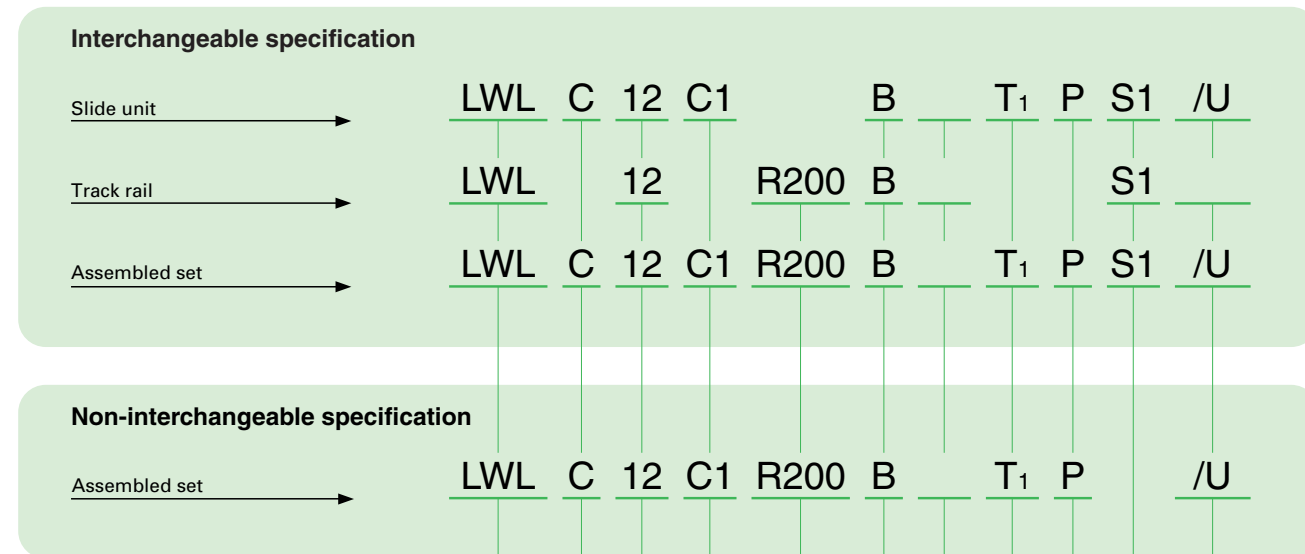 Interchangeable specification
Slide unit LWL C 12 C1 B T1 P S1 /U
Track rail LWL 12 R200 B S1
Assembled set LWL C 12 C1 R200 B T1 P S1 /U
Non-interchangeable specification
Assembled set LWL C 12 C1 R200 B T1 P /U